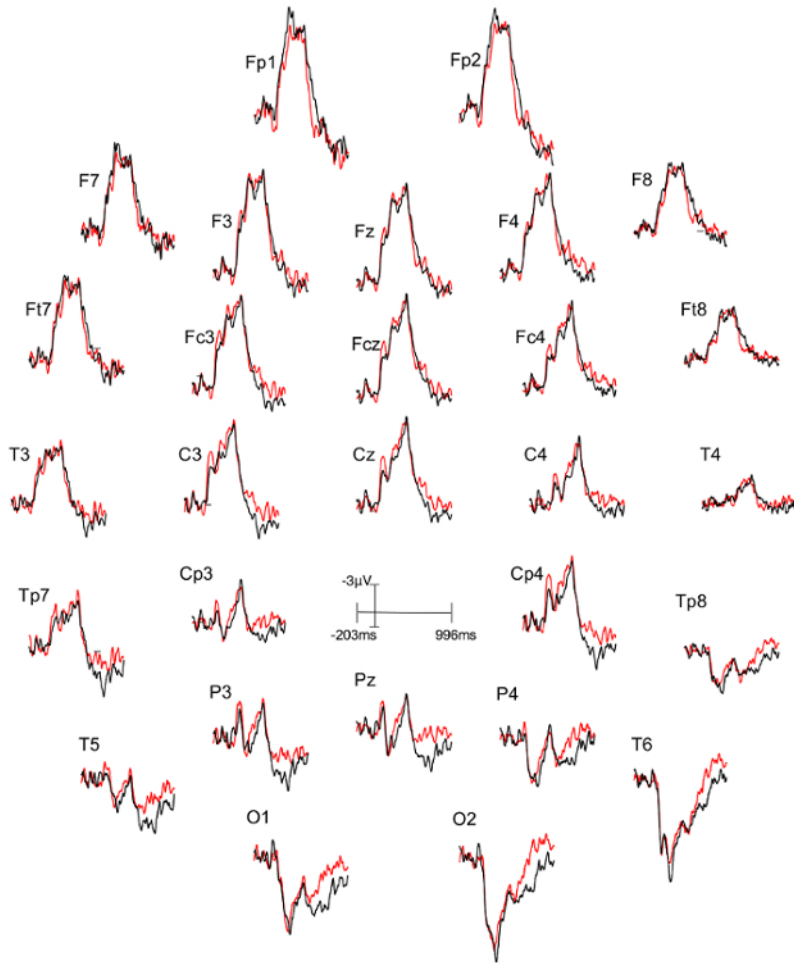 Fp1
Fp2
F7
F3
Fz
F4
F8
Ft7
Fc3
Fcz
Fc4
Ft8
T3
C3
Cz
C4
T4
Tp7
Cp3
-3µV
-203ms
996ms
Cp4
Tp8
T5
P3
Pz
P4
T6
O1
O2